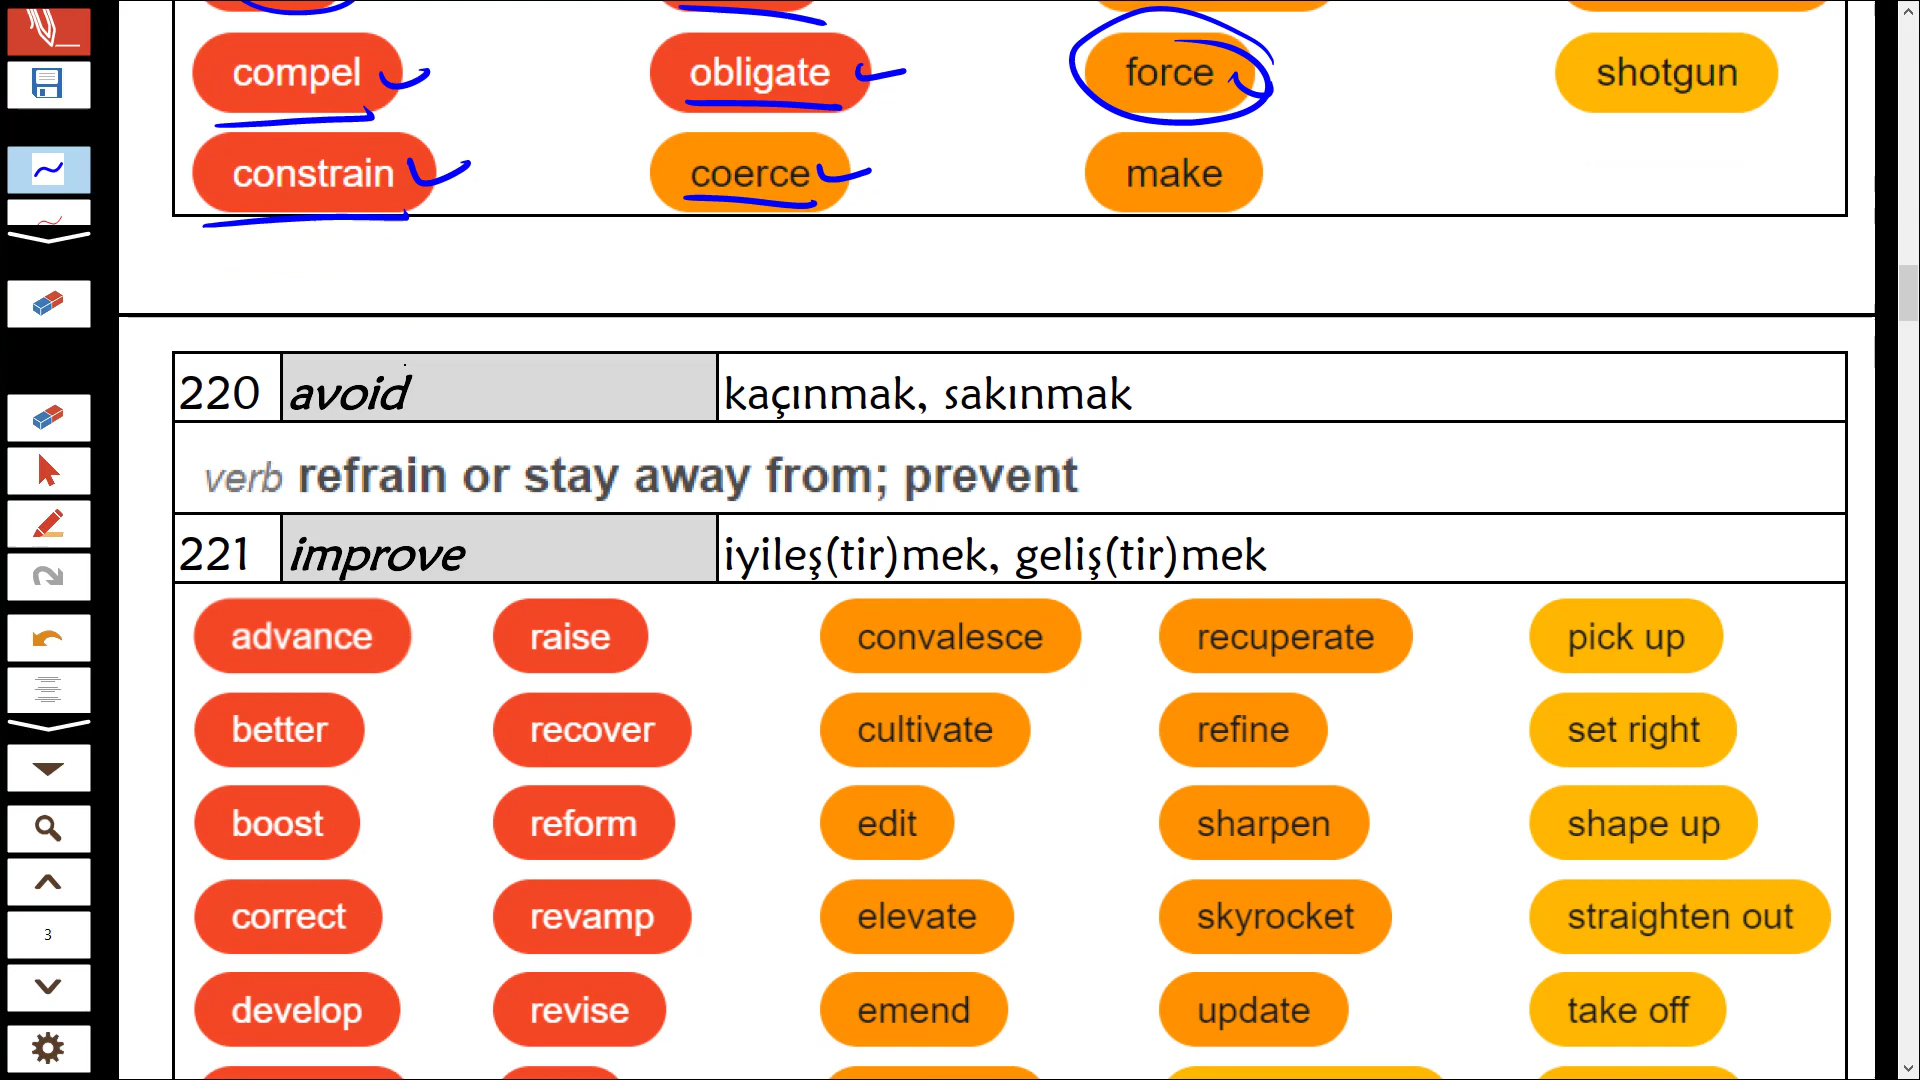 compel obligate force shotgun
constrain coerce make
220 avoid kaçınmak, sakınmak
verb refrain or stay away from; prevent
221 improve iyileş(tir)mek, geliş(tir)mek
advance raise convalesce recuperate pick up
better recover cultivate refine set right
boost reform edit sharpen shape up
correct revamp elevate skyrocket straighten out
3
develop revise emend update take off